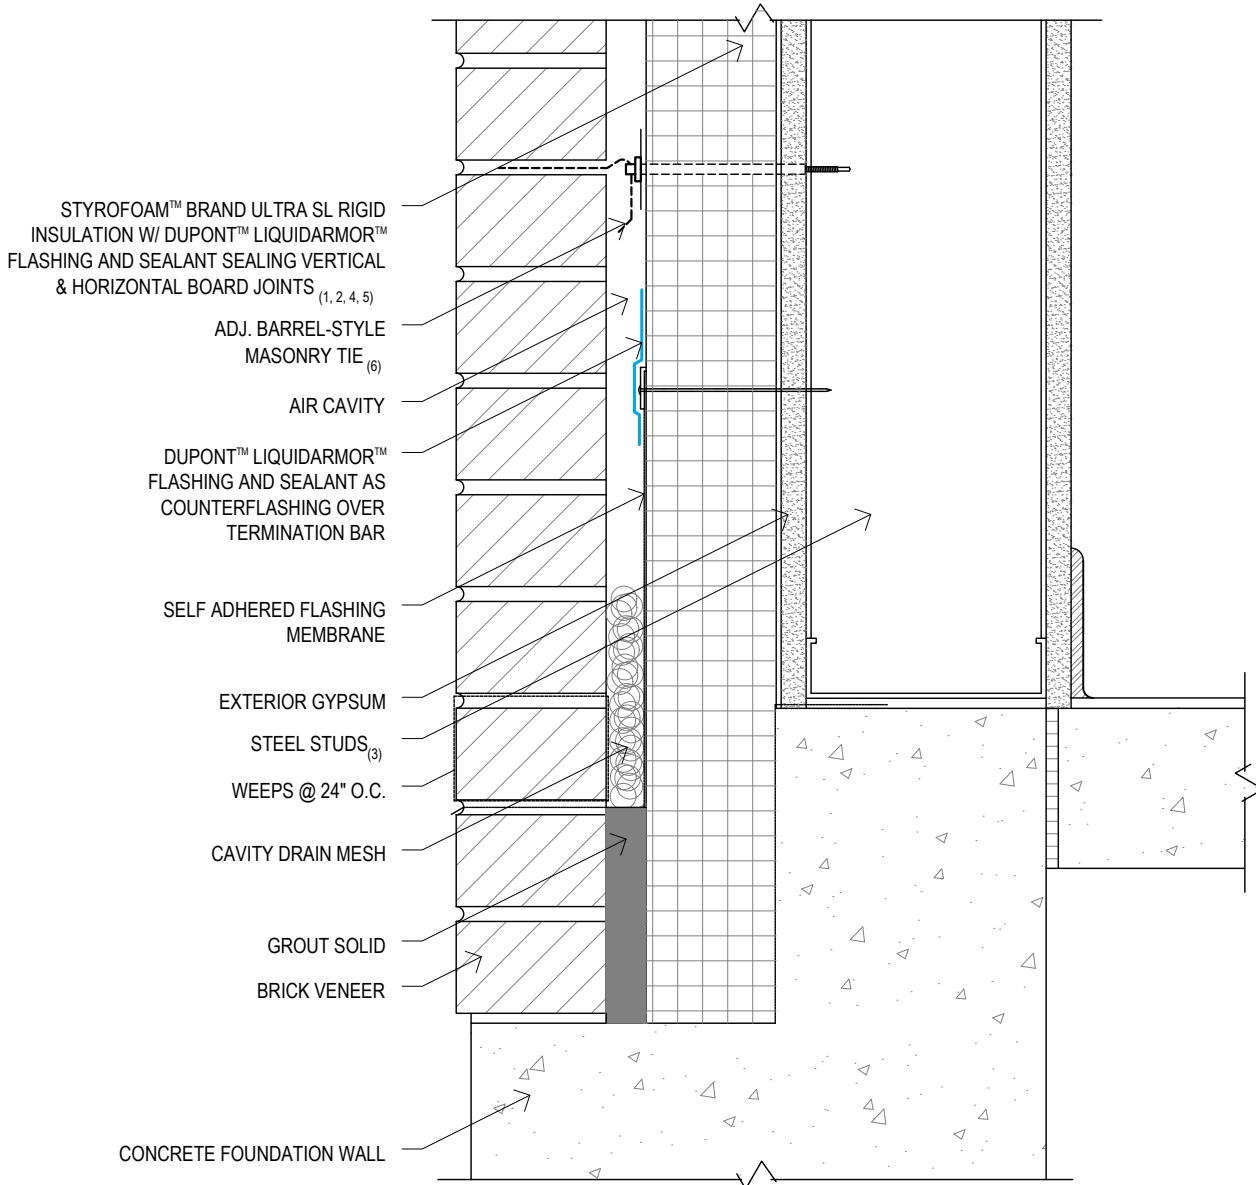 STYROFOAM™ BRAND ULTRA SL RIGID
INSULATION W/ DUPONT™ LIQUIDARMOR™
FLASHING AND SEALANT SEALING VERTICAL
& HORIZONTAL BOARD JOINTS (1, 2, 4, 5)
ADJ. BARREL-STYLE
MASONRY TIE (6)
AIR CAVITY
DUPONT™ LIQUIDARMOR™
FLASHING AND SEALANT AS
COUNTERFLASHING OVER
TERMINATION BAR
SELF ADHERED FLASHING
MEMBRANE
EXTERIOR GYPSUM
STEEL STUDS(3)
WEEPS @ 24" O.C.
CAVITY DRAIN MESH
GROUT SOLID
BRICK VENEER
CONCRETE FOUNDATION WALL